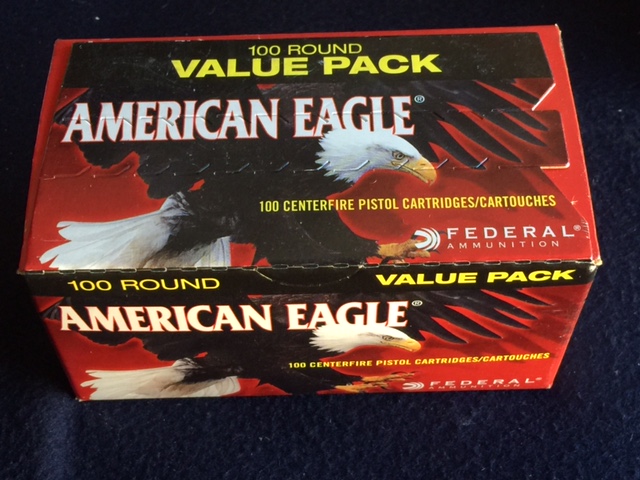 100 ROUND
VALUE PACK
AMERICAN EAGLE®
100 CENTERFIRE PISTOL CARTRIDGES/CARTOUCHES
FEDERAL®
AMMUNITION
100 ROUND VALUE PACK
AMERICAN EAGLE®
100 CENTERFIRE PISTOL CARTRIDGES/CARTOUCHES
FEDERAL®
AMMUNITION